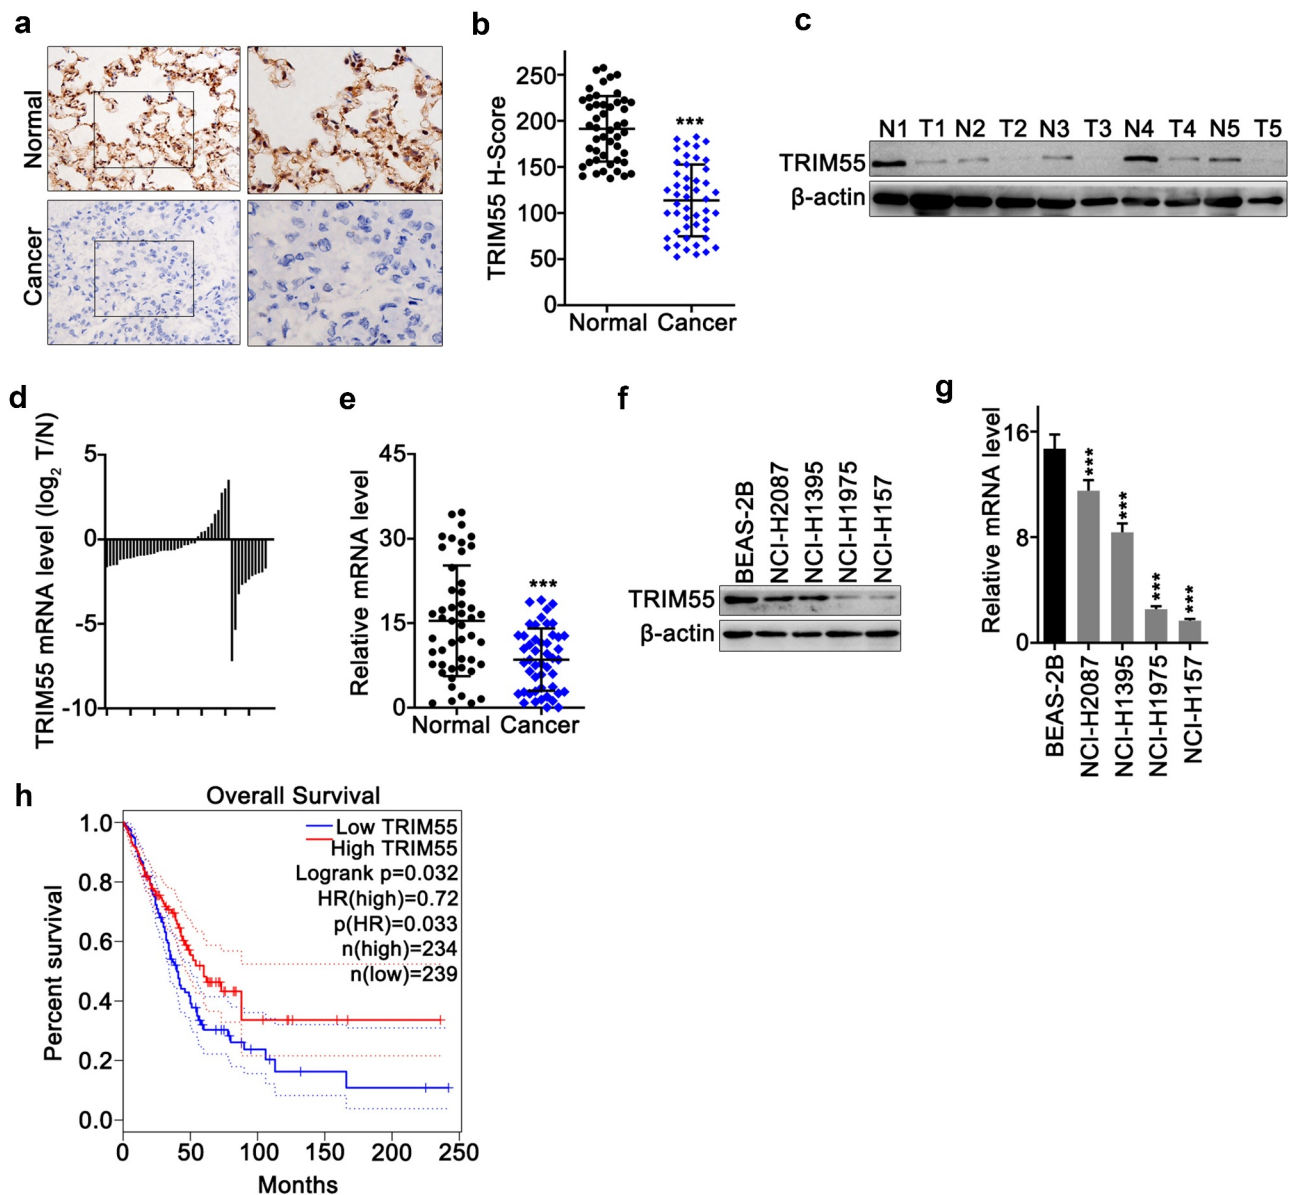 a
Normal
Cancer
b
TRIM55 H-Score
250
200
150
100
50
0
***
Normal Cancer
c
N1 T1 N2 T2 N3 T3 N4 T4 N5 T5
TRIM55
β-actin
d
TRIM55 mRNA level (log2 T/N)
5
0
-5
-10
e
Relative mRNA level
45
30
15
0
***
Normal Cancer
f
BEAS-2B
NCI-H2087
NCI-H1395
NCI-H1975
NCI-H157
TRIM55
β-actin
g
Relative mRNA level
16
8
0
***
***
***
***
BEAS-2B
NCI-H2087
NCI-H1395
NCI-H1975
NCI-H157
h
Overall Survival
Low TRIM55
High TRIM55
Logrank p=0.032
HR(high)=0.72
p(HR)=0.033
n(high)=234
n(low)=239
Percent survival
1.0
0.8
0.6
0.4
0.2
0.0
0 50 100 150 200 250
Months